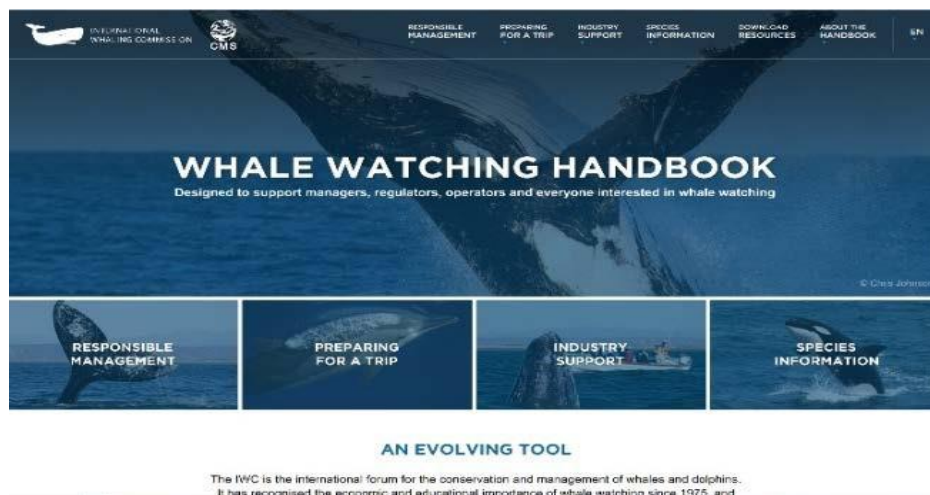 INTERNATIONAL
WHALING COMMISSION
CMS
RESPONSIBLE
MANAGEMENT
PREPARING
FOR A TRIP
INDUSTRY
SUPPORT
SPECIES
INFORMATION
DOWNLOAD
RESOURCES
ABOUT THE
HANDBOOK
EN
WHALE WATCHING HANDBOOK
Designed to support managers, regulators, operators and everyone interested in whale watching
© Chris Johnson
RESPONSIBLE
MANAGEMENT
PREPARING
FOR A TRIP
INDUSTRY
SUPPORT
SPECIES
INFORMATION
AN EVOLVING TOOL
The IWC is the international forum for the conservation and management of whales and dolphins.
It has recognised the economic and educational importance of whale watching since 1975, and